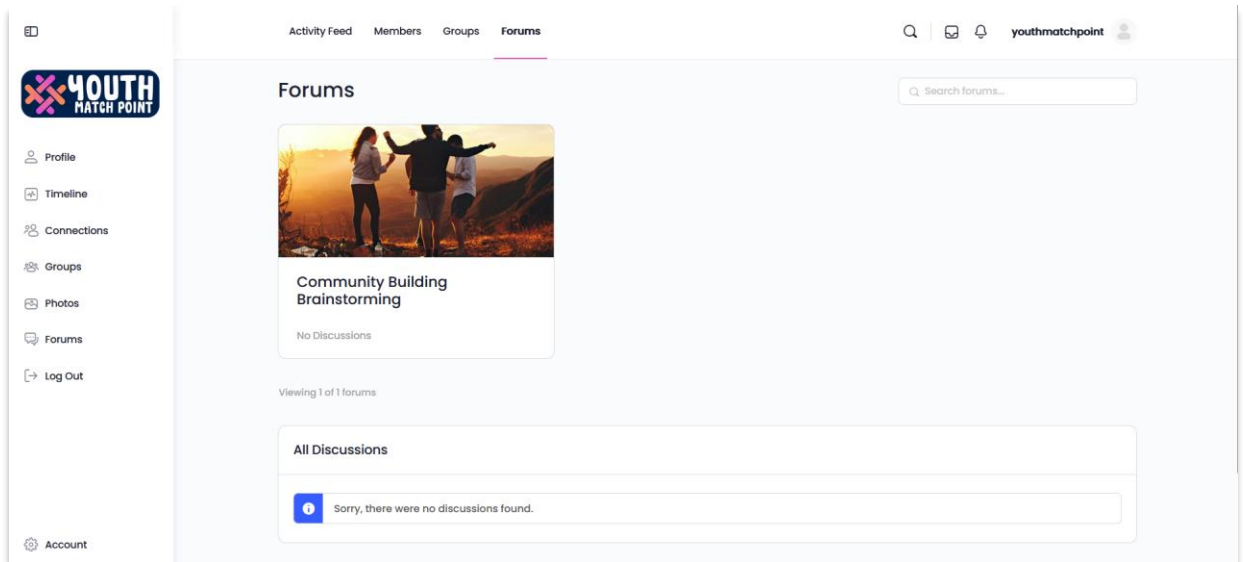 Activity Feed Members Groups Forums
youthmatchpoint
YOUTH
MATCH POINT
Profile
Timeline
Connections
Groups
Photos
Forums
Log Out
Account
Forums
Search forums...
Community Building
Brainstorming
No Discussions
Viewing 1 of 1 forums
All Discussions
Sorry, there were no discussions found.